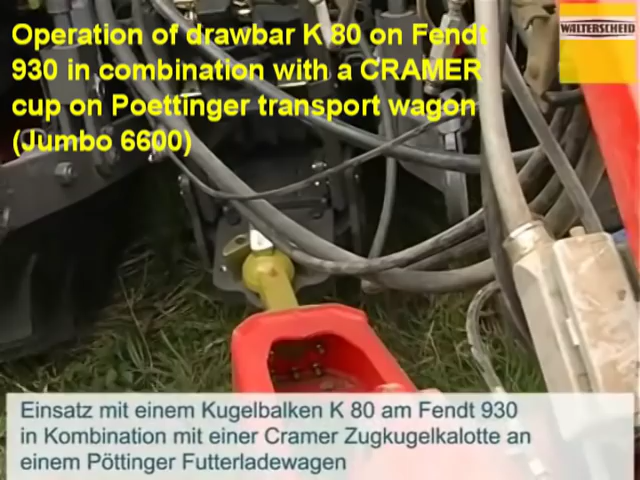 Operation of drawbar K 80 on Fendt
930 in combination with a CRAMER
cup on Poettinger transport wagon
(Jumbo 6600)
WALTERSCHEID
Einsatz mit einem Kugelbalken K 80 am Fendt 930
in Kombination mit einer Cramer Zugkugelkalotte an
einem Pöttinger Futterladewagen